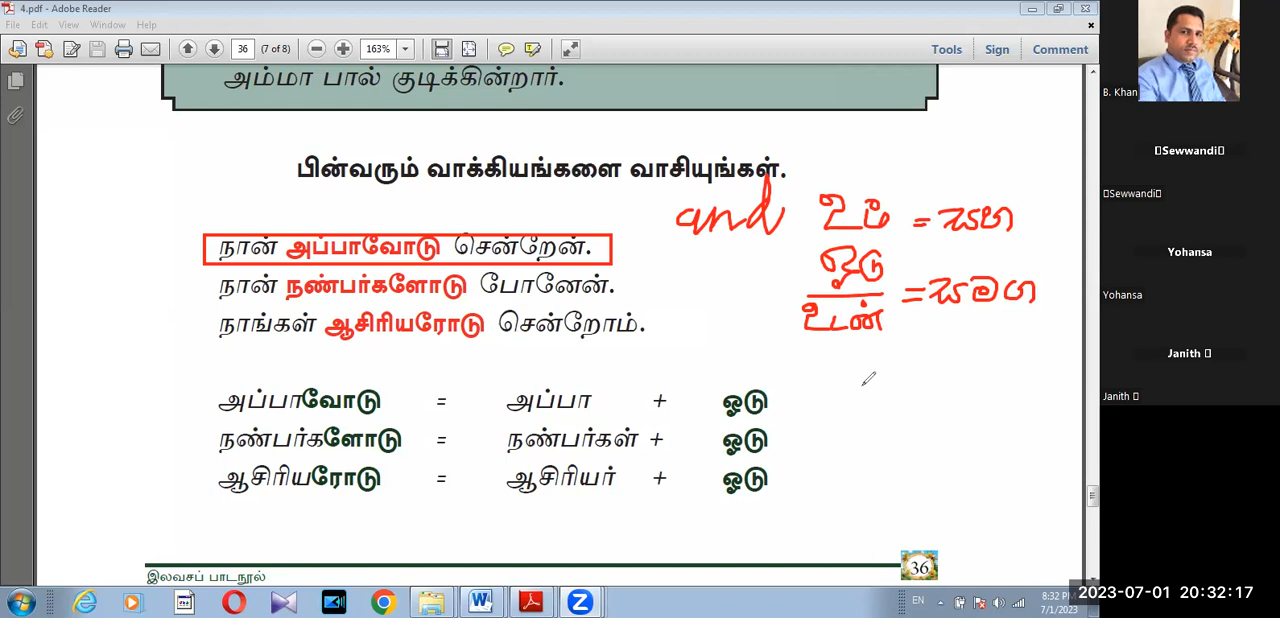 4.pdf - Adobe Reader
File Edit View Window Help
36 (7 of 8) 163% Tools Sign Comment
அம்மா பால் குடிக்கின்றார்.
பின்வரும் வாக்கியங்களை வாசியுங்கள்.
and உம் = සහ
நான் அப்பாவோடு சென்றேன்.
ஓடு
நான் நண்பர்களோடு போனேன்.
= සමග
உடன்
நாங்கள் ஆசிரியரோடு சென்றோம்.
அப்பாவோடு = அப்பா + ஓடு
நண்பர்களோடு = நண்பர்கள் + ஓடு
ஆசிரியரோடு = ஆசிரியர் + ஓடு
36
இலவசப் பாடநூல்
B. Khan
Sewwandi
Sewwandi
Yohansa
Yohansa
Janith
Janith
EN
8:32 PM
7/1/2023
2023-07-01 20:32:17